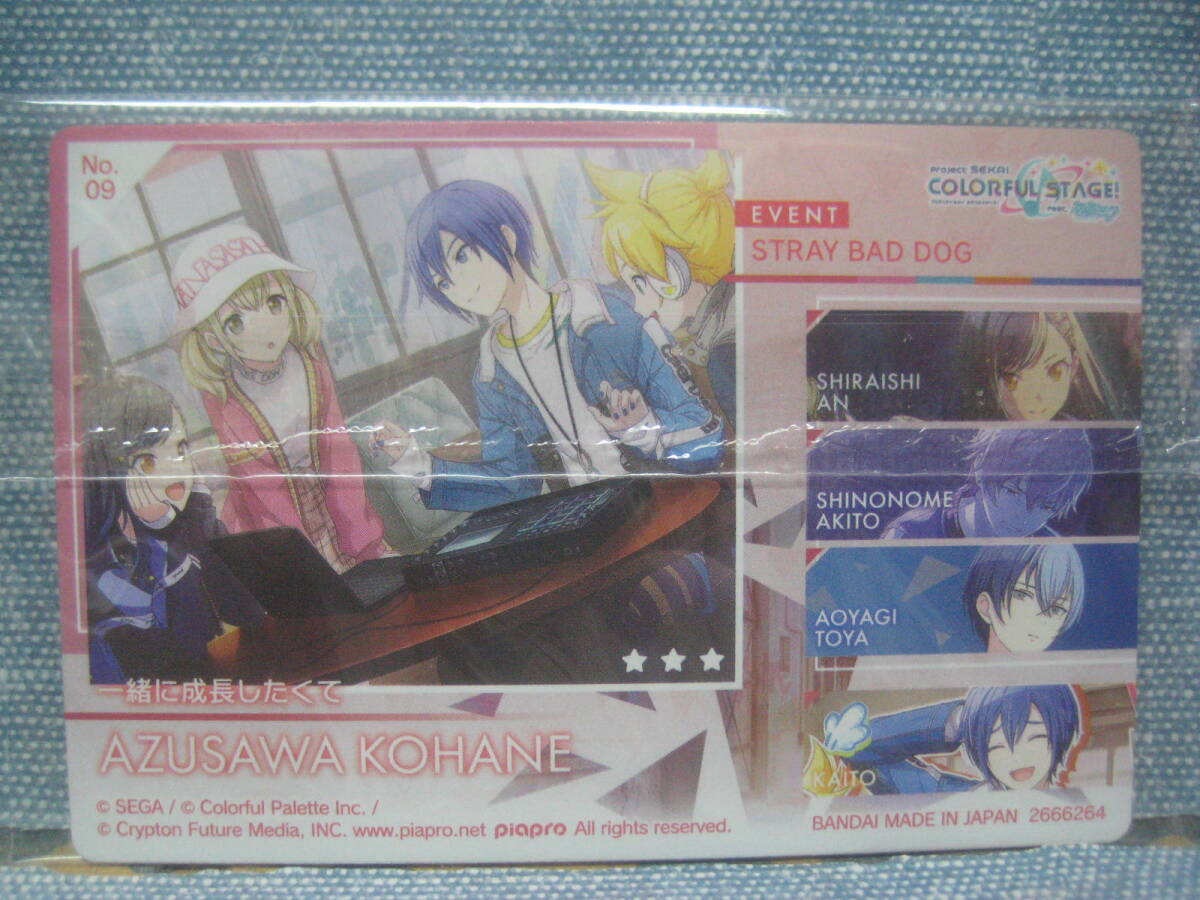 No.
09
Project SEKAI
COLORFUL STAGE!
feat.
EVENT
STRAY BAD DOG
SHIRAISHI
AN
SHINONOME
AKITO
AOYAGI
TOYA
KAITO
一緒に成長したくて
AZUSAWA KOHANE
© SEGA / © Colorful Palette Inc. /
© Crypton Future Media, INC. www.piapro.net piapro All rights reserved.
BANDAI MADE IN JAPAN 2666264